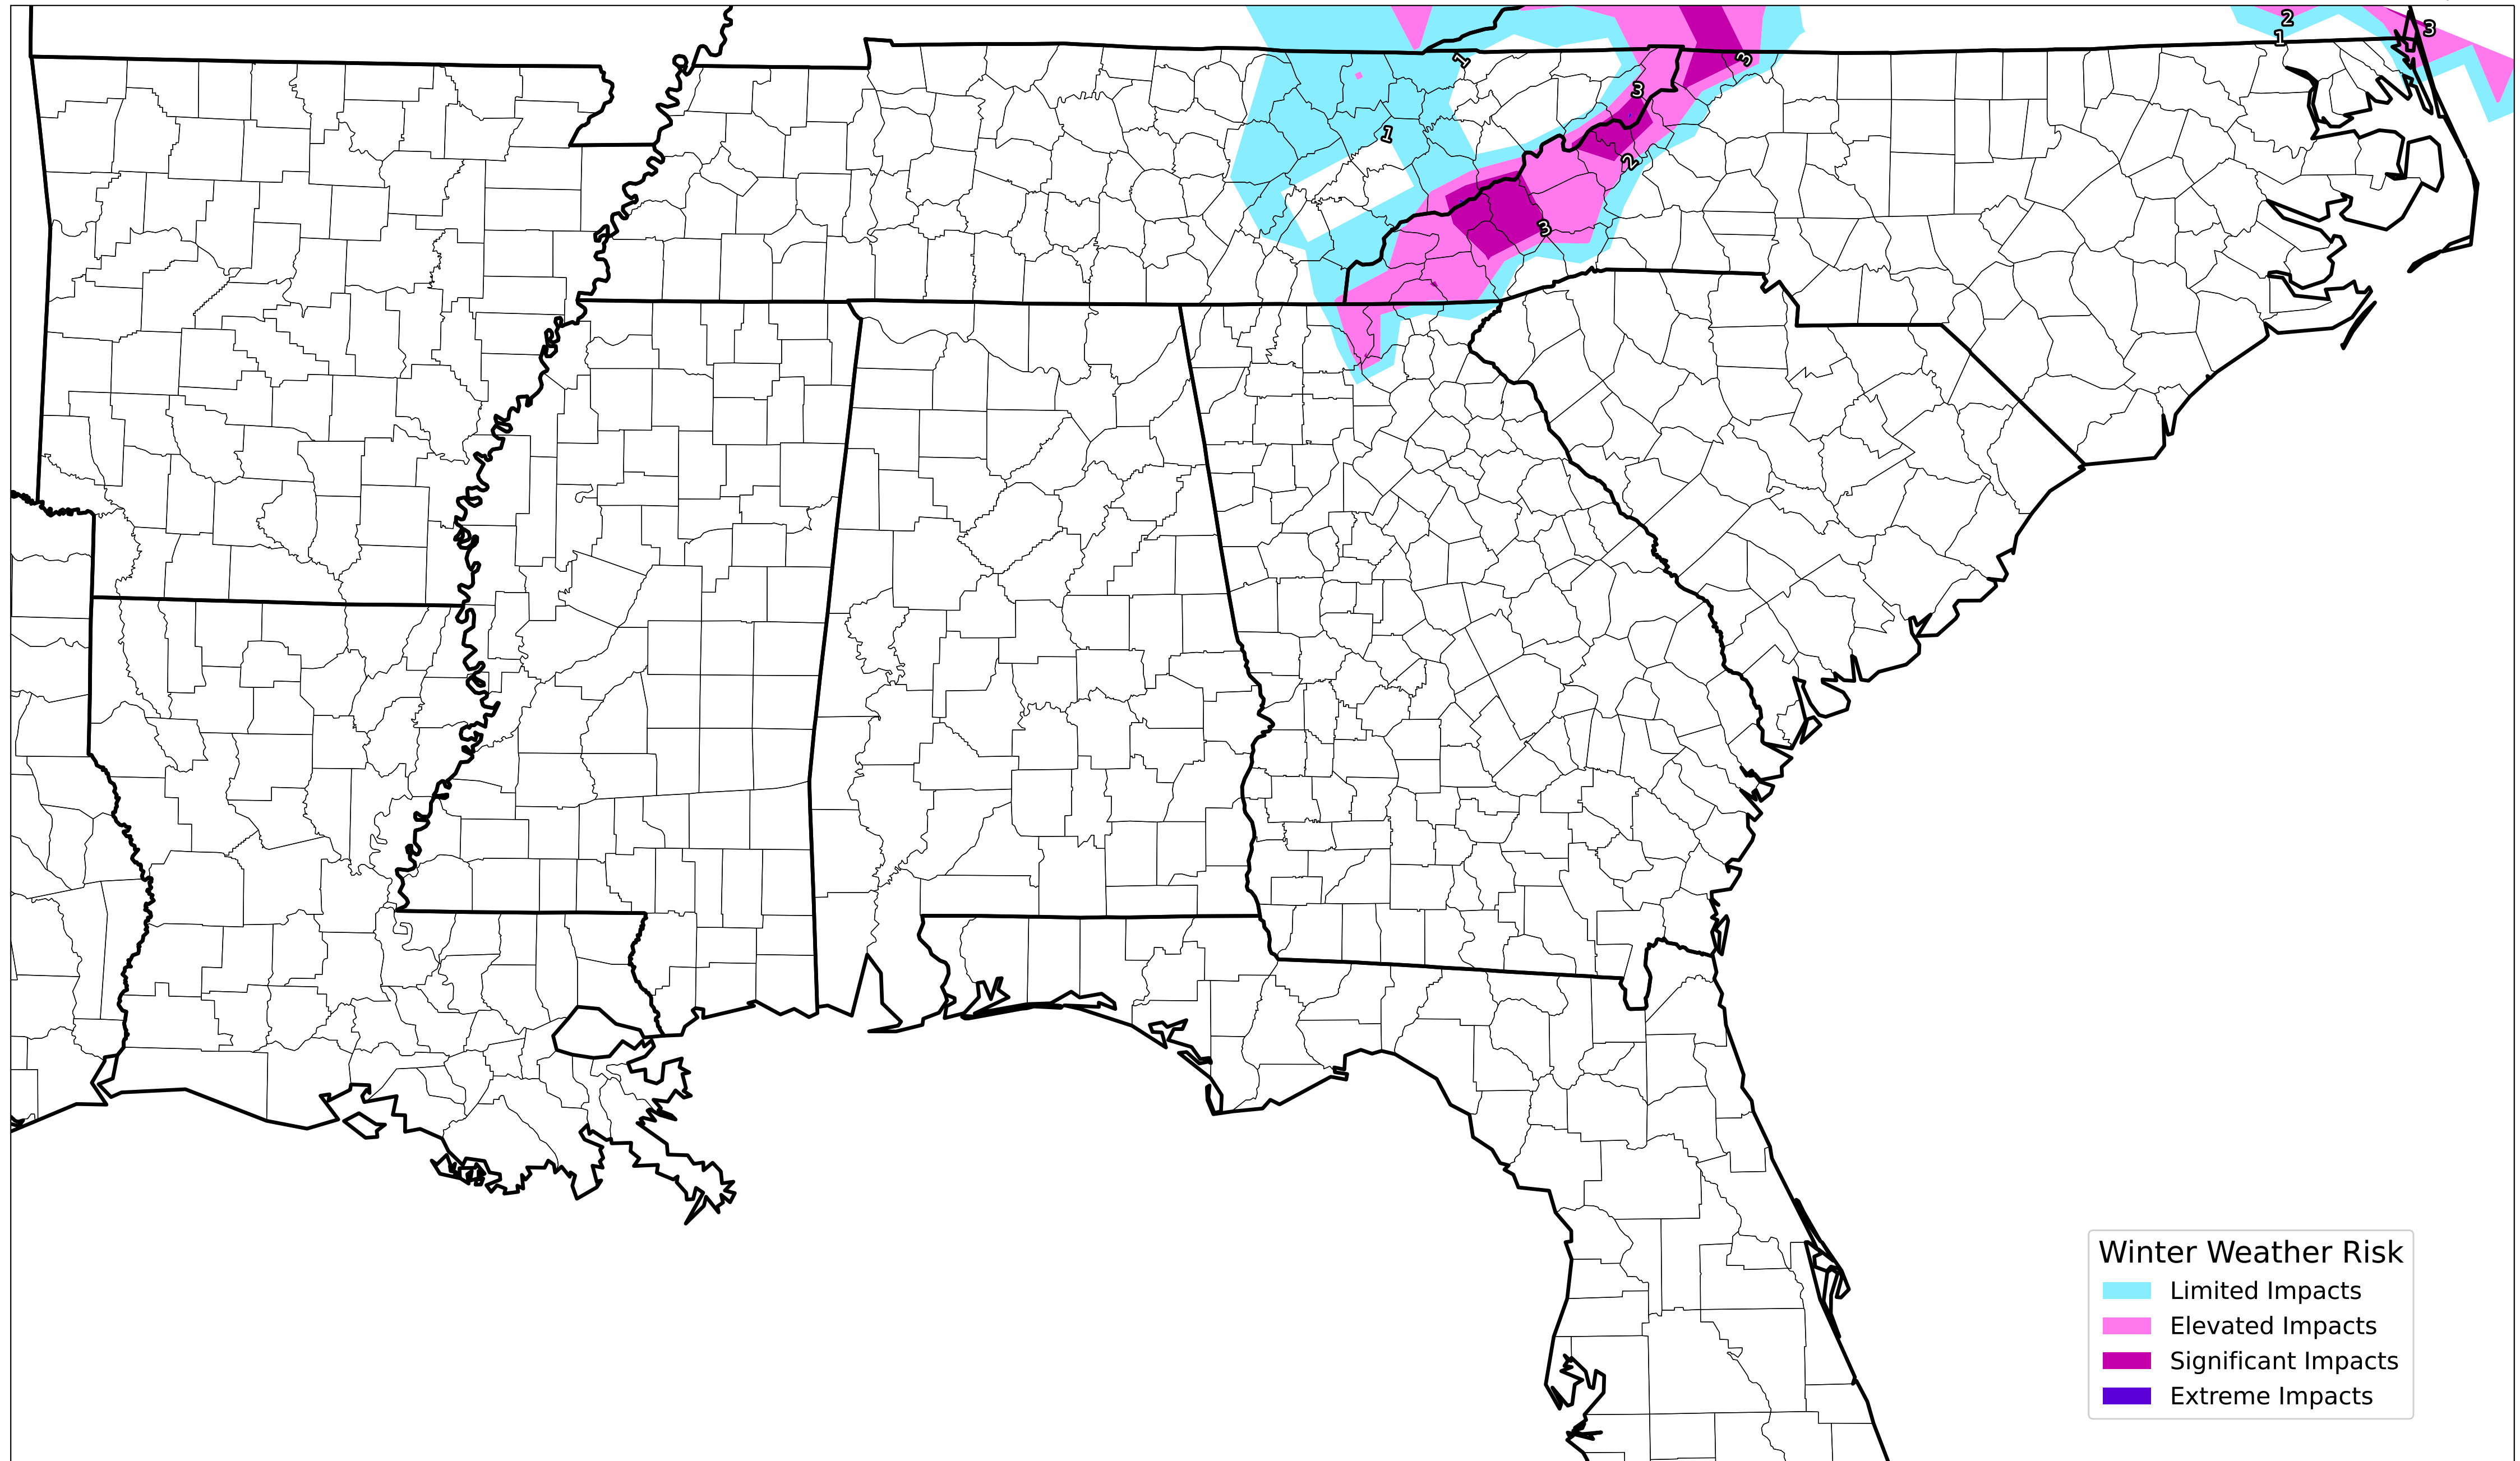 2
1
3
1
3
3
1
2
3
Winter Weather Risk
Limited Impacts
Elevated Impacts
Significant Impacts
Extreme Impacts